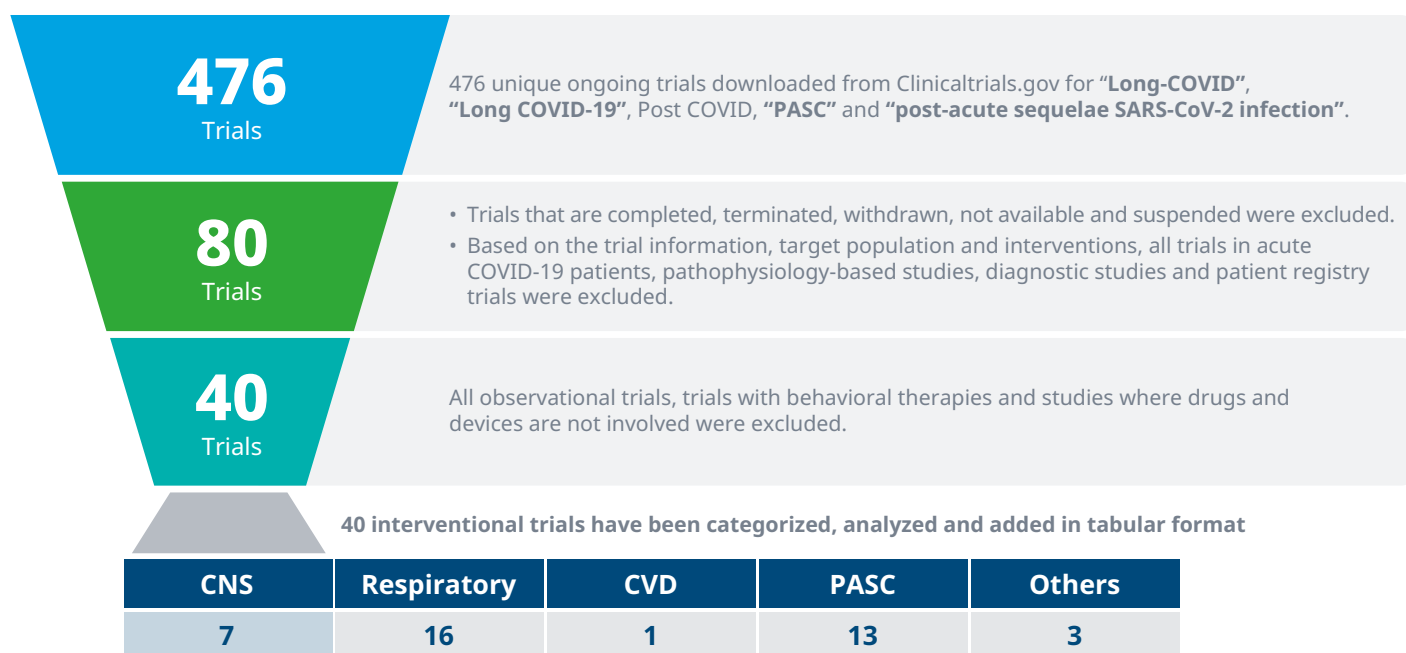 476
Trials
476 unique ongoing trials downloaded from Clinicaltrials.gov for “Long-COVID”,
“Long COVID-19”, Post COVID, “PASC” and “post-acute sequelae SARS-CoV-2 infection”.
80
Trials
• Trials that are completed, terminated, withdrawn, not available and suspended were excluded.
• Based on the trial information, target population and interventions, all trials in acute
COVID-19 patients, pathophysiology-based studies, diagnostic studies and patient registry
trials were excluded.
40
Trials
All observational trials, trials with behavioral therapies and studies where drugs and
devices are not involved were excluded.
40 interventional trials have been categorized, analyzed and added in tabular format
CNS Respiratory CVD PASC Others
7 16 1 13 3